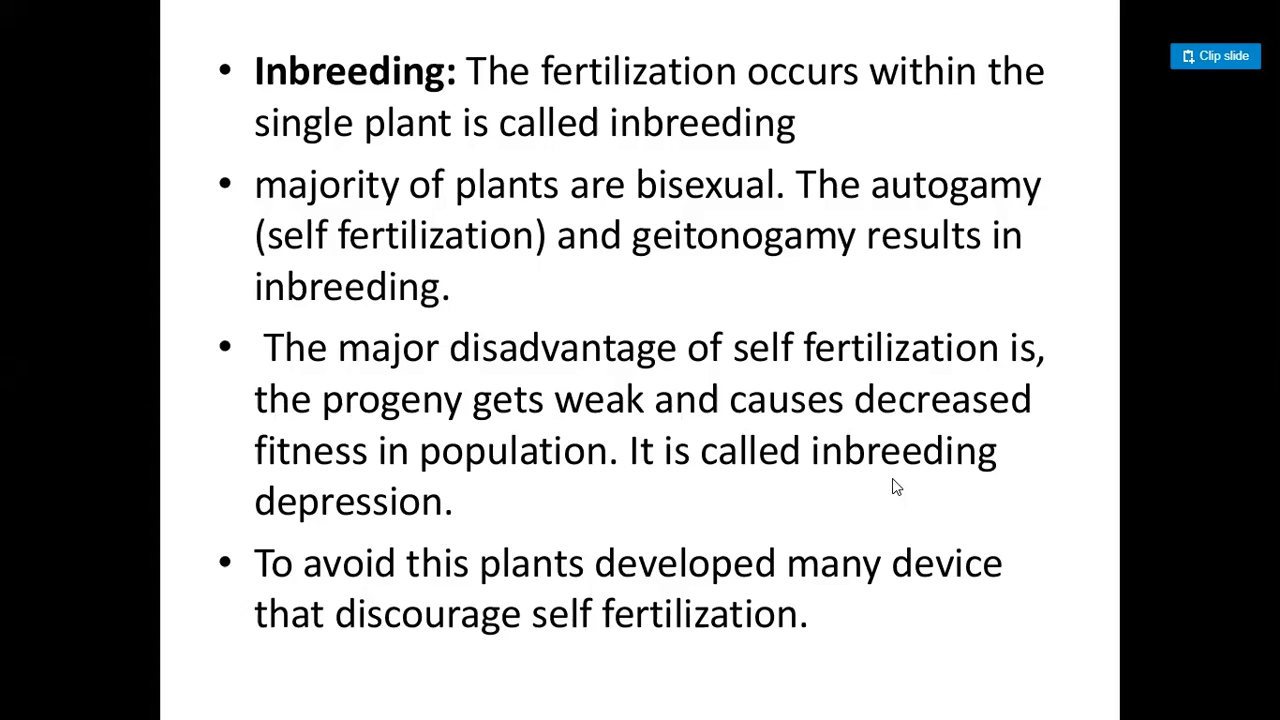 Clip slide
• Inbreeding: The fertilization occurs within the
single plant is called inbreeding
• majority of plants are bisexual. The autogamy
(self fertilization) and geitonogamy results in
inbreeding.
• The major disadvantage of self fertilization is,
the progeny gets weak and causes decreased
fitness in population. It is called inbreeding
depression.
• To avoid this plants developed many device
that discourage self fertilization.